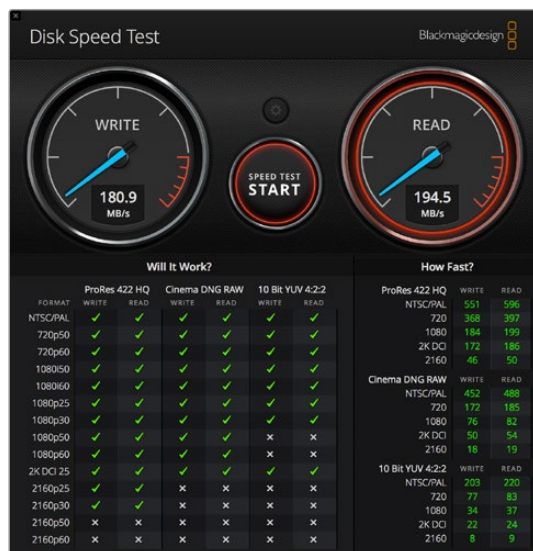 Disk Speed Test
Blackmagicdesign
WRITE
180.9
MB/s
SPEED TEST
START
READ
194.5
MB/s
Will It Work?
ProRes 422 HQ Cinema DNG RAW 10 Bit YUV 4:2:2
FORMAT WRITE READ WRITE READ WRITE READ
NTSC/PAL ✓ ✓ ✓ ✓ ✓ ✓
720p50 ✓ ✓ ✓ ✓ ✓ ✓
720p60 ✓ ✓ ✓ ✓ ✓ ✓
1080i50 ✓ ✓ ✓ ✓ ✓ ✓
1080i60 ✓ ✓ ✓ ✓ ✓ ✓
1080p25 ✓ ✓ ✓ ✓ ✓ ✓
1080p30 ✓ ✓ ✓ ✓ ✓ ✓
1080p50 ✓ ✓ ✓ ✓ × ×
1080p60 ✓ ✓ ✓ ✓ × ×
2K DCI 25 ✓ ✓ ✓ ✓ ✓ ✓
2160p25 ✓ ✓ × × × ×
2160p30 ✓ ✓ × × × ×
2160p50 × × × × × ×
2160p60 × × × × × ×
How Fast?
ProRes 422 HQ WRITE READ
NTSC/PAL 551 596
720 368 397
1080 184 199
2K DCI 172 186
2160 46 50
Cinema DNG RAW WRITE READ
NTSC/PAL 452 488
720 172 185
1080 76 82
2K DCI 50 54
2160 18 19
10 Bit YUV 4:2:2 WRITE READ
NTSC/PAL 203 220
720 77 83
1080 34 37
2K DCI 22 24
2160 8 9